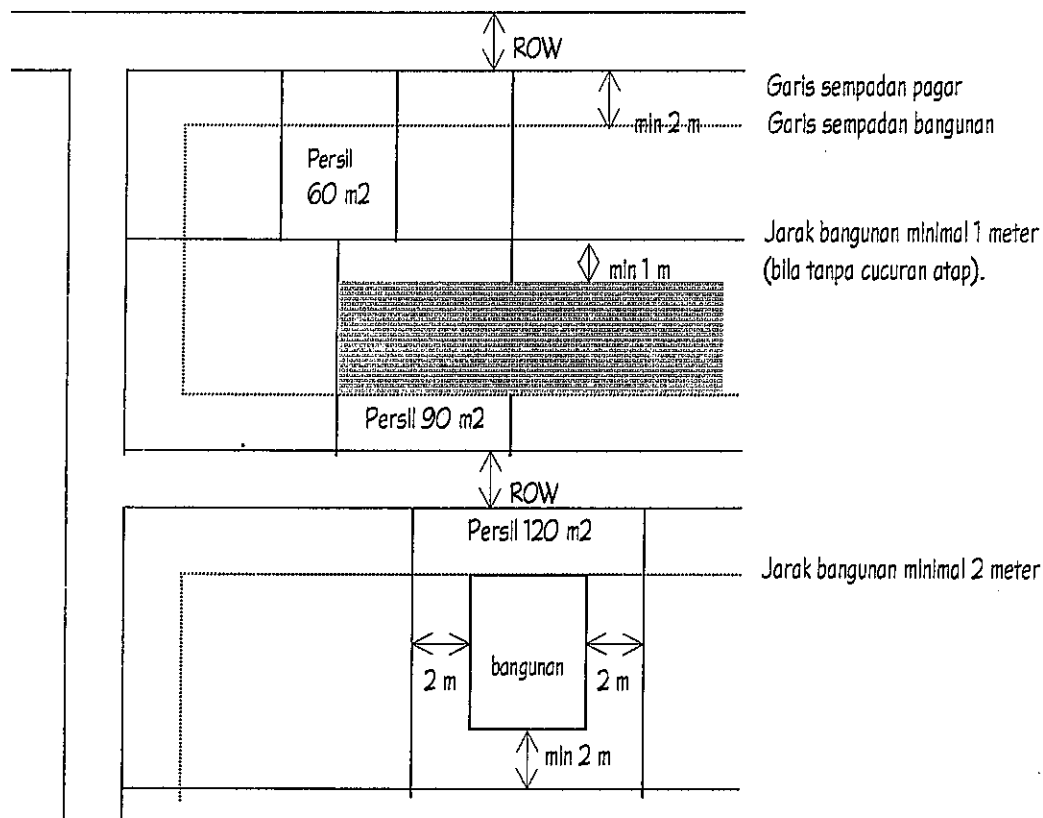 ROW
Garis sempadan pagar
min 2 m
Garis sempadan bangunan
Persil
60 m2
Jarak bangunan minimal 1 meter
(bila tanpa cucuran atap).
min 1 m
Persil 90 m2
ROW
Persil 120 m2
Jarak bangunan minimal 2 meter
bangunan
2 m
2 m
min 2 m